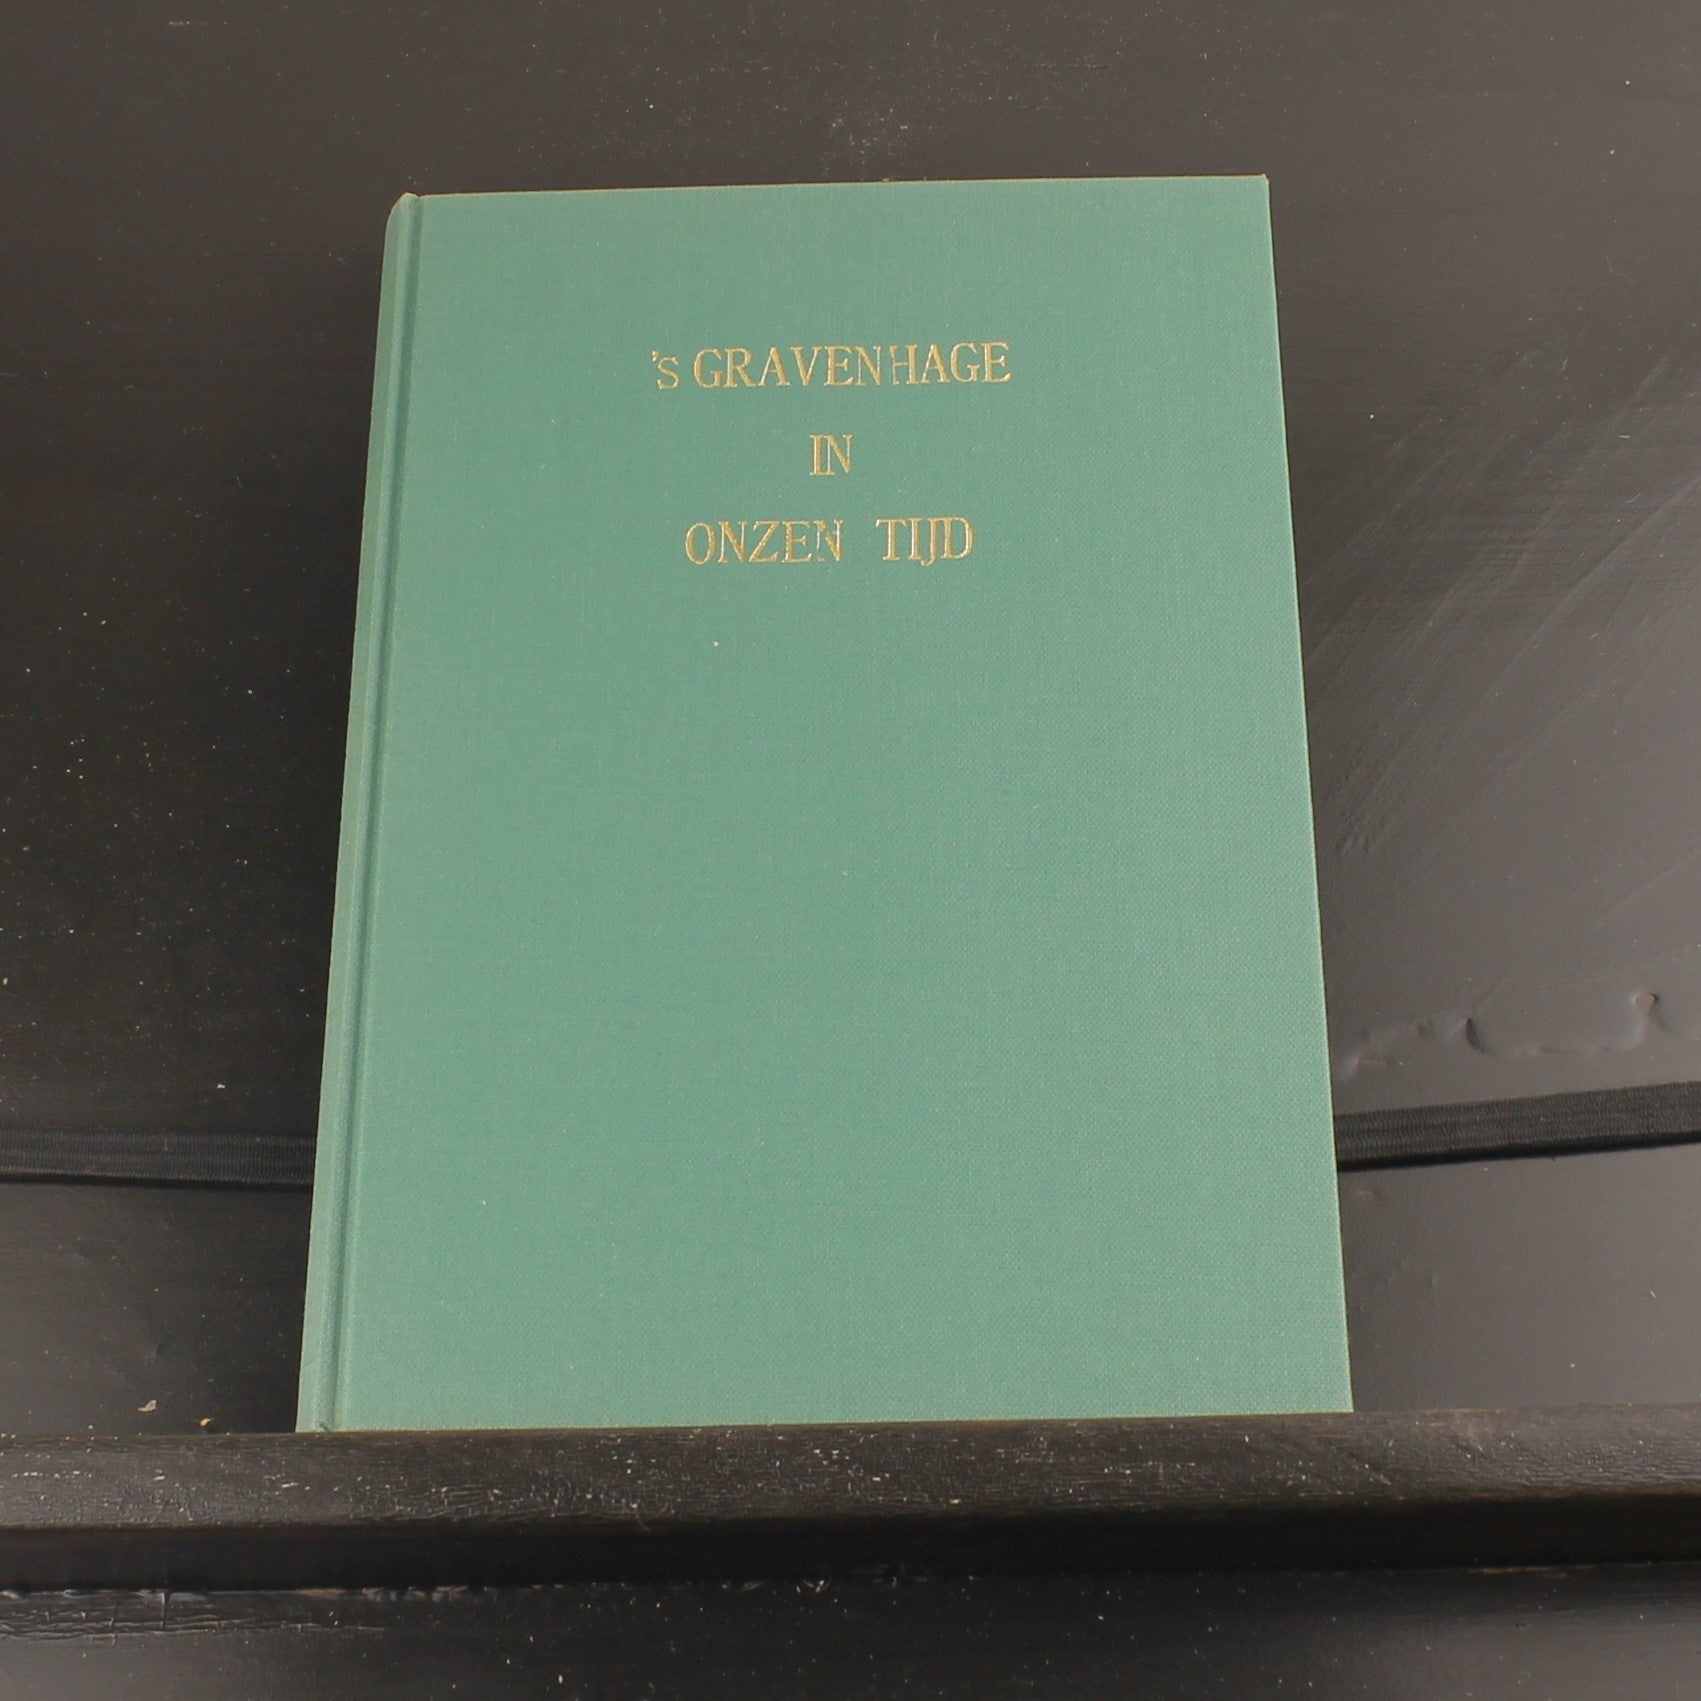 's GRAVENHAGE
IN
ONZEN TIJD